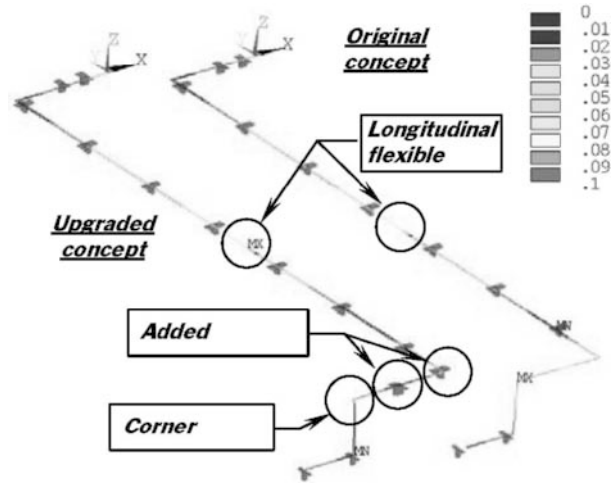 Original
concept
Z
Y
X
Z
Y
X
0
.01
.02
.03
.04
.05
.06
.07
.08
.09
.1
Longitudinal
flexible
Upgraded
concept
MX
Added
MN
MX
Corner
MN